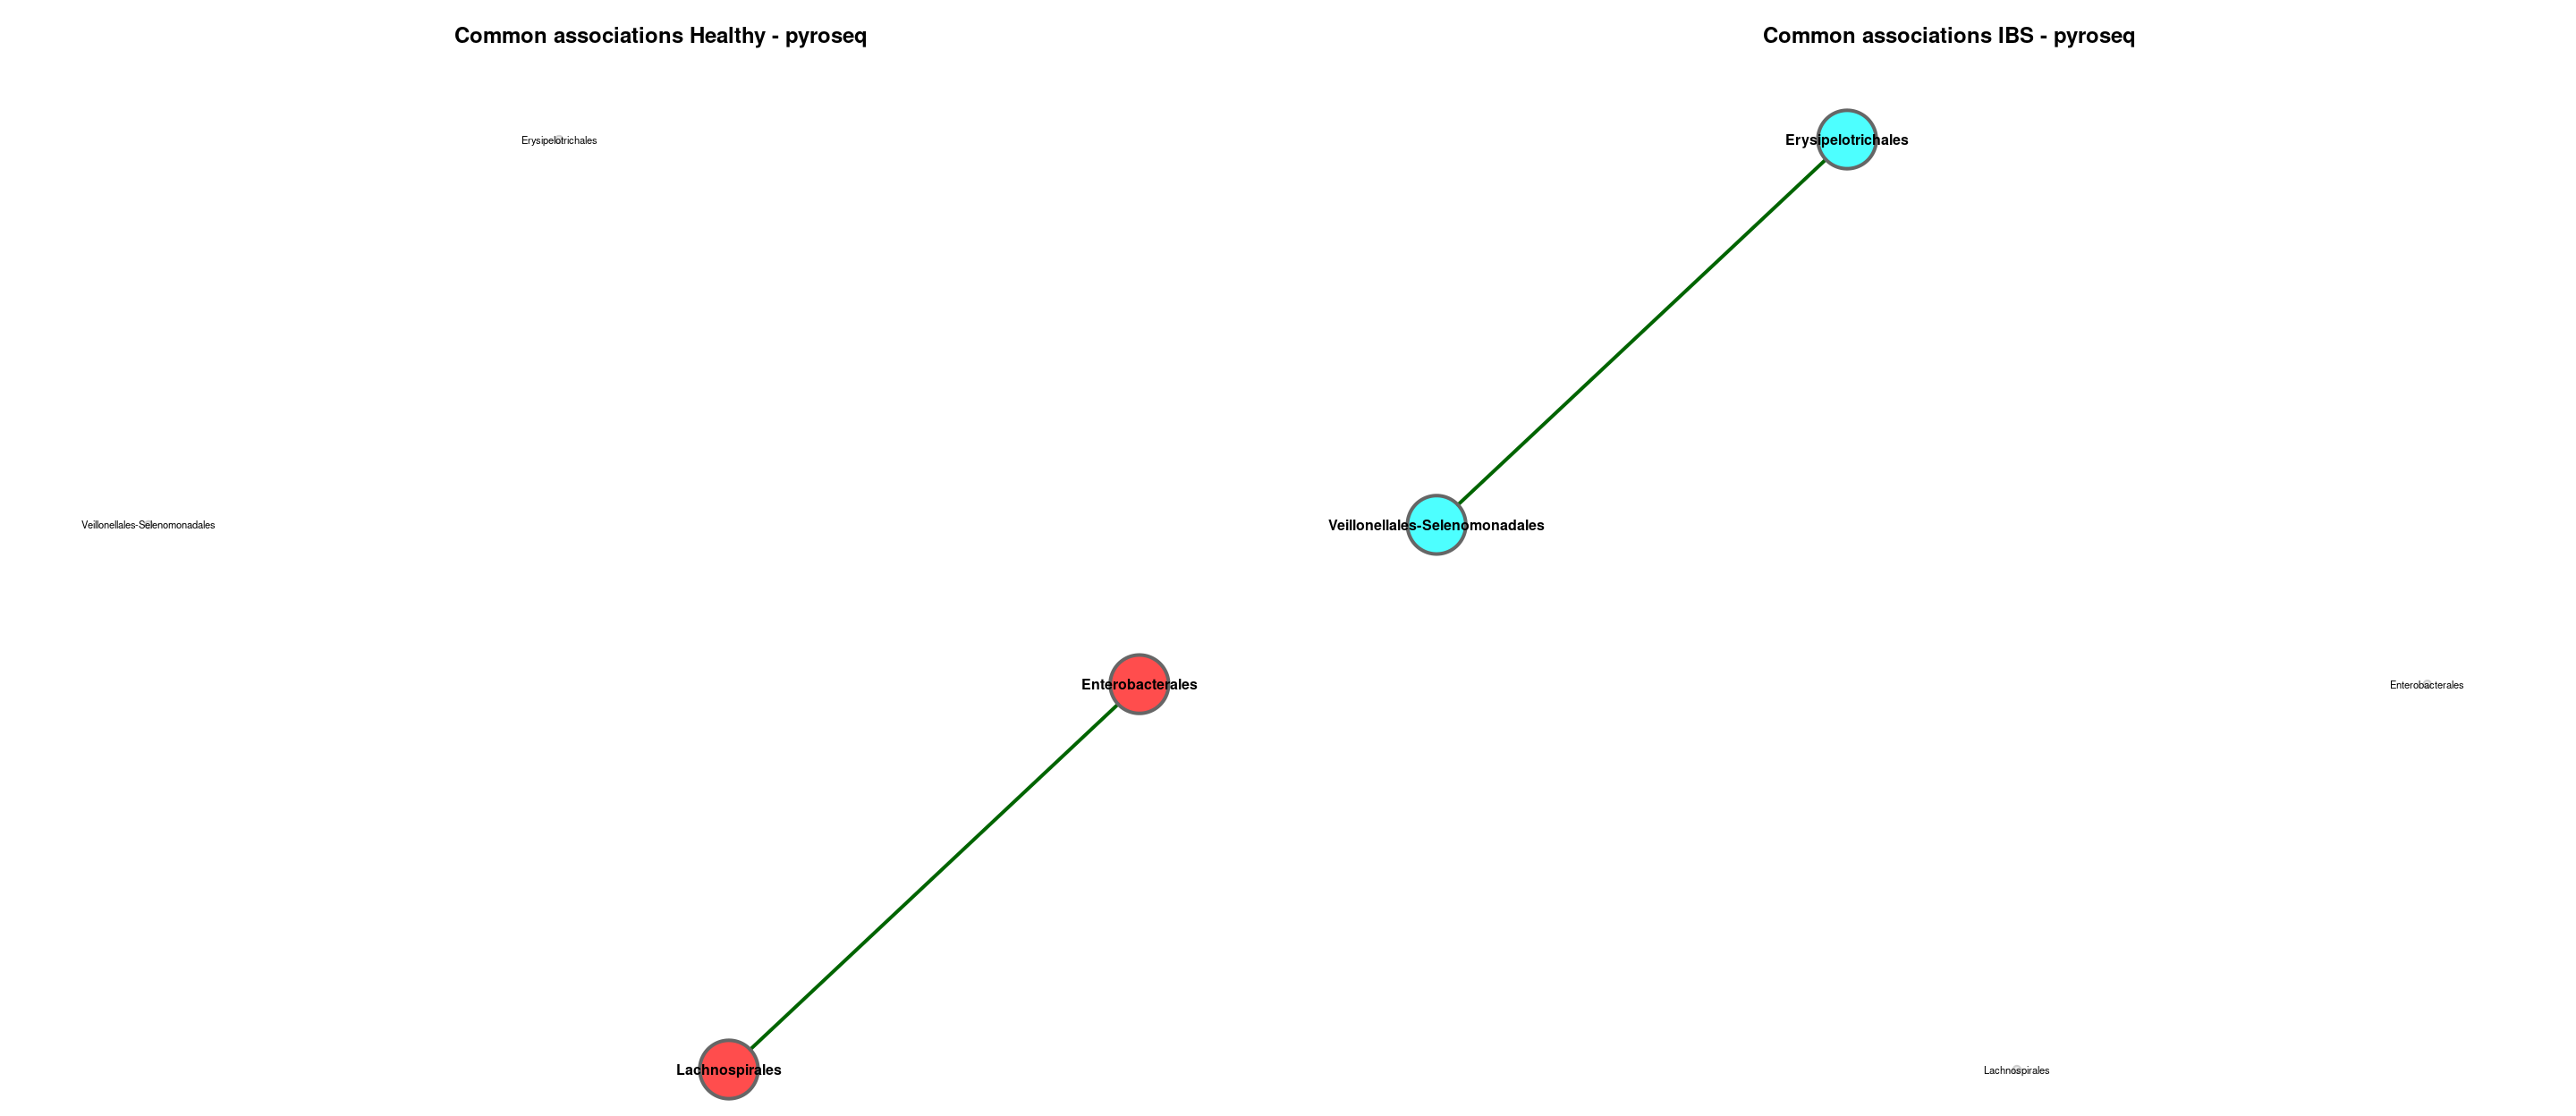 Common associations Healthy - pyroseq
Erysipelotrichales
Veillonellales-Selenomonadales
Enterobacterales
Lachnospirales
Common associations IBS - pyroseq
Erysipelotrichales
Veillonellales-Selenomonadales
Enterobacterales
Lachnospirales